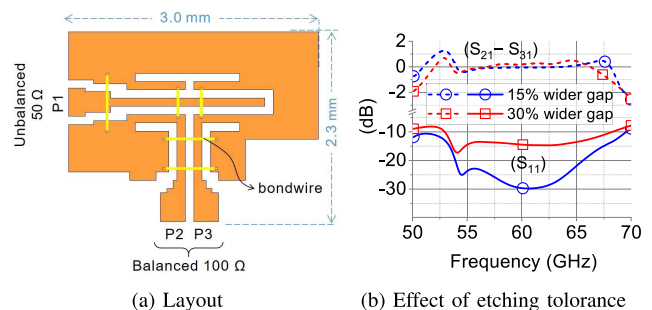 3.0 mm
Unbalanced
50 Ω
P1
2.3 mm
bondwire
P2 P3
Balanced 100 Ω
(a) Layout
2
0
-2
-10
-20
-30
(dB)
(S21– S31)
15% wider gap
30% wider gap
(S11)
50 55 60 65 70
Frequency (GHz)
(b) Effect of etching tolorance